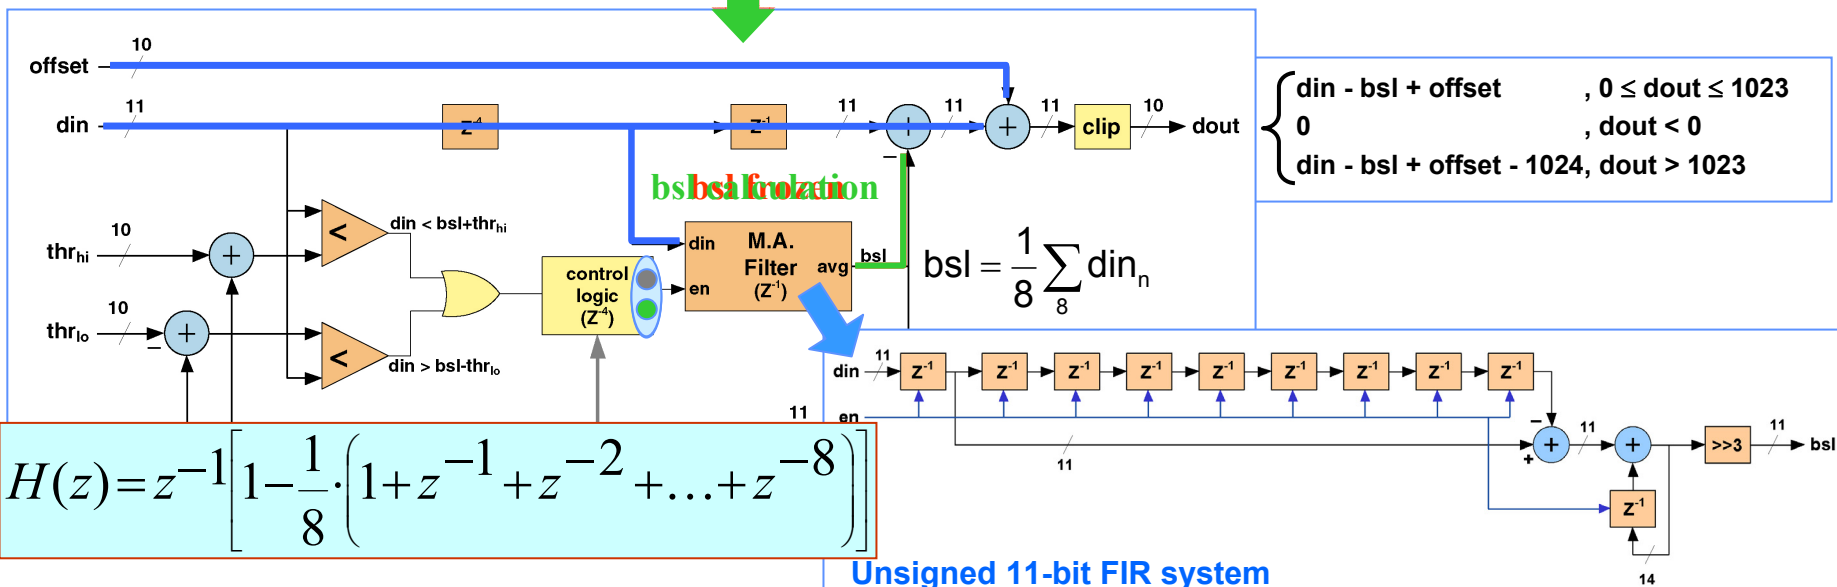 offset
10
din
11
Z⁻⁴
Z⁻¹
11
11
11
clip
10
dout
din - bsl + offset , 0 ≤ dout ≤ 1023
0 , dout < 0
din - bsl + offset - 1024, dout > 1023
bsl calculation
bsl frozen
thrhi
10
<
din < bsl+thrhi
thrlo
10
<
din > bsl-thrlo
control
logic
(Z⁻⁴)
din
en
M.A.
Filter
(Z⁻¹)
avg
bsl
bsl = 1/8 ∑ dinₙ
8
din
11
Z⁻¹ Z⁻¹ Z⁻¹ Z⁻¹ Z⁻¹ Z⁻¹ Z⁻¹ Z⁻¹ Z⁻¹
11
en
11
− + +
11
+
>>3
11
bsl
Z⁻¹
14
H(z) = z⁻¹[1 − 1/8 · (1 + z⁻¹ + z⁻² + … + z⁻⁸)]
Unsigned 11-bit FIR system